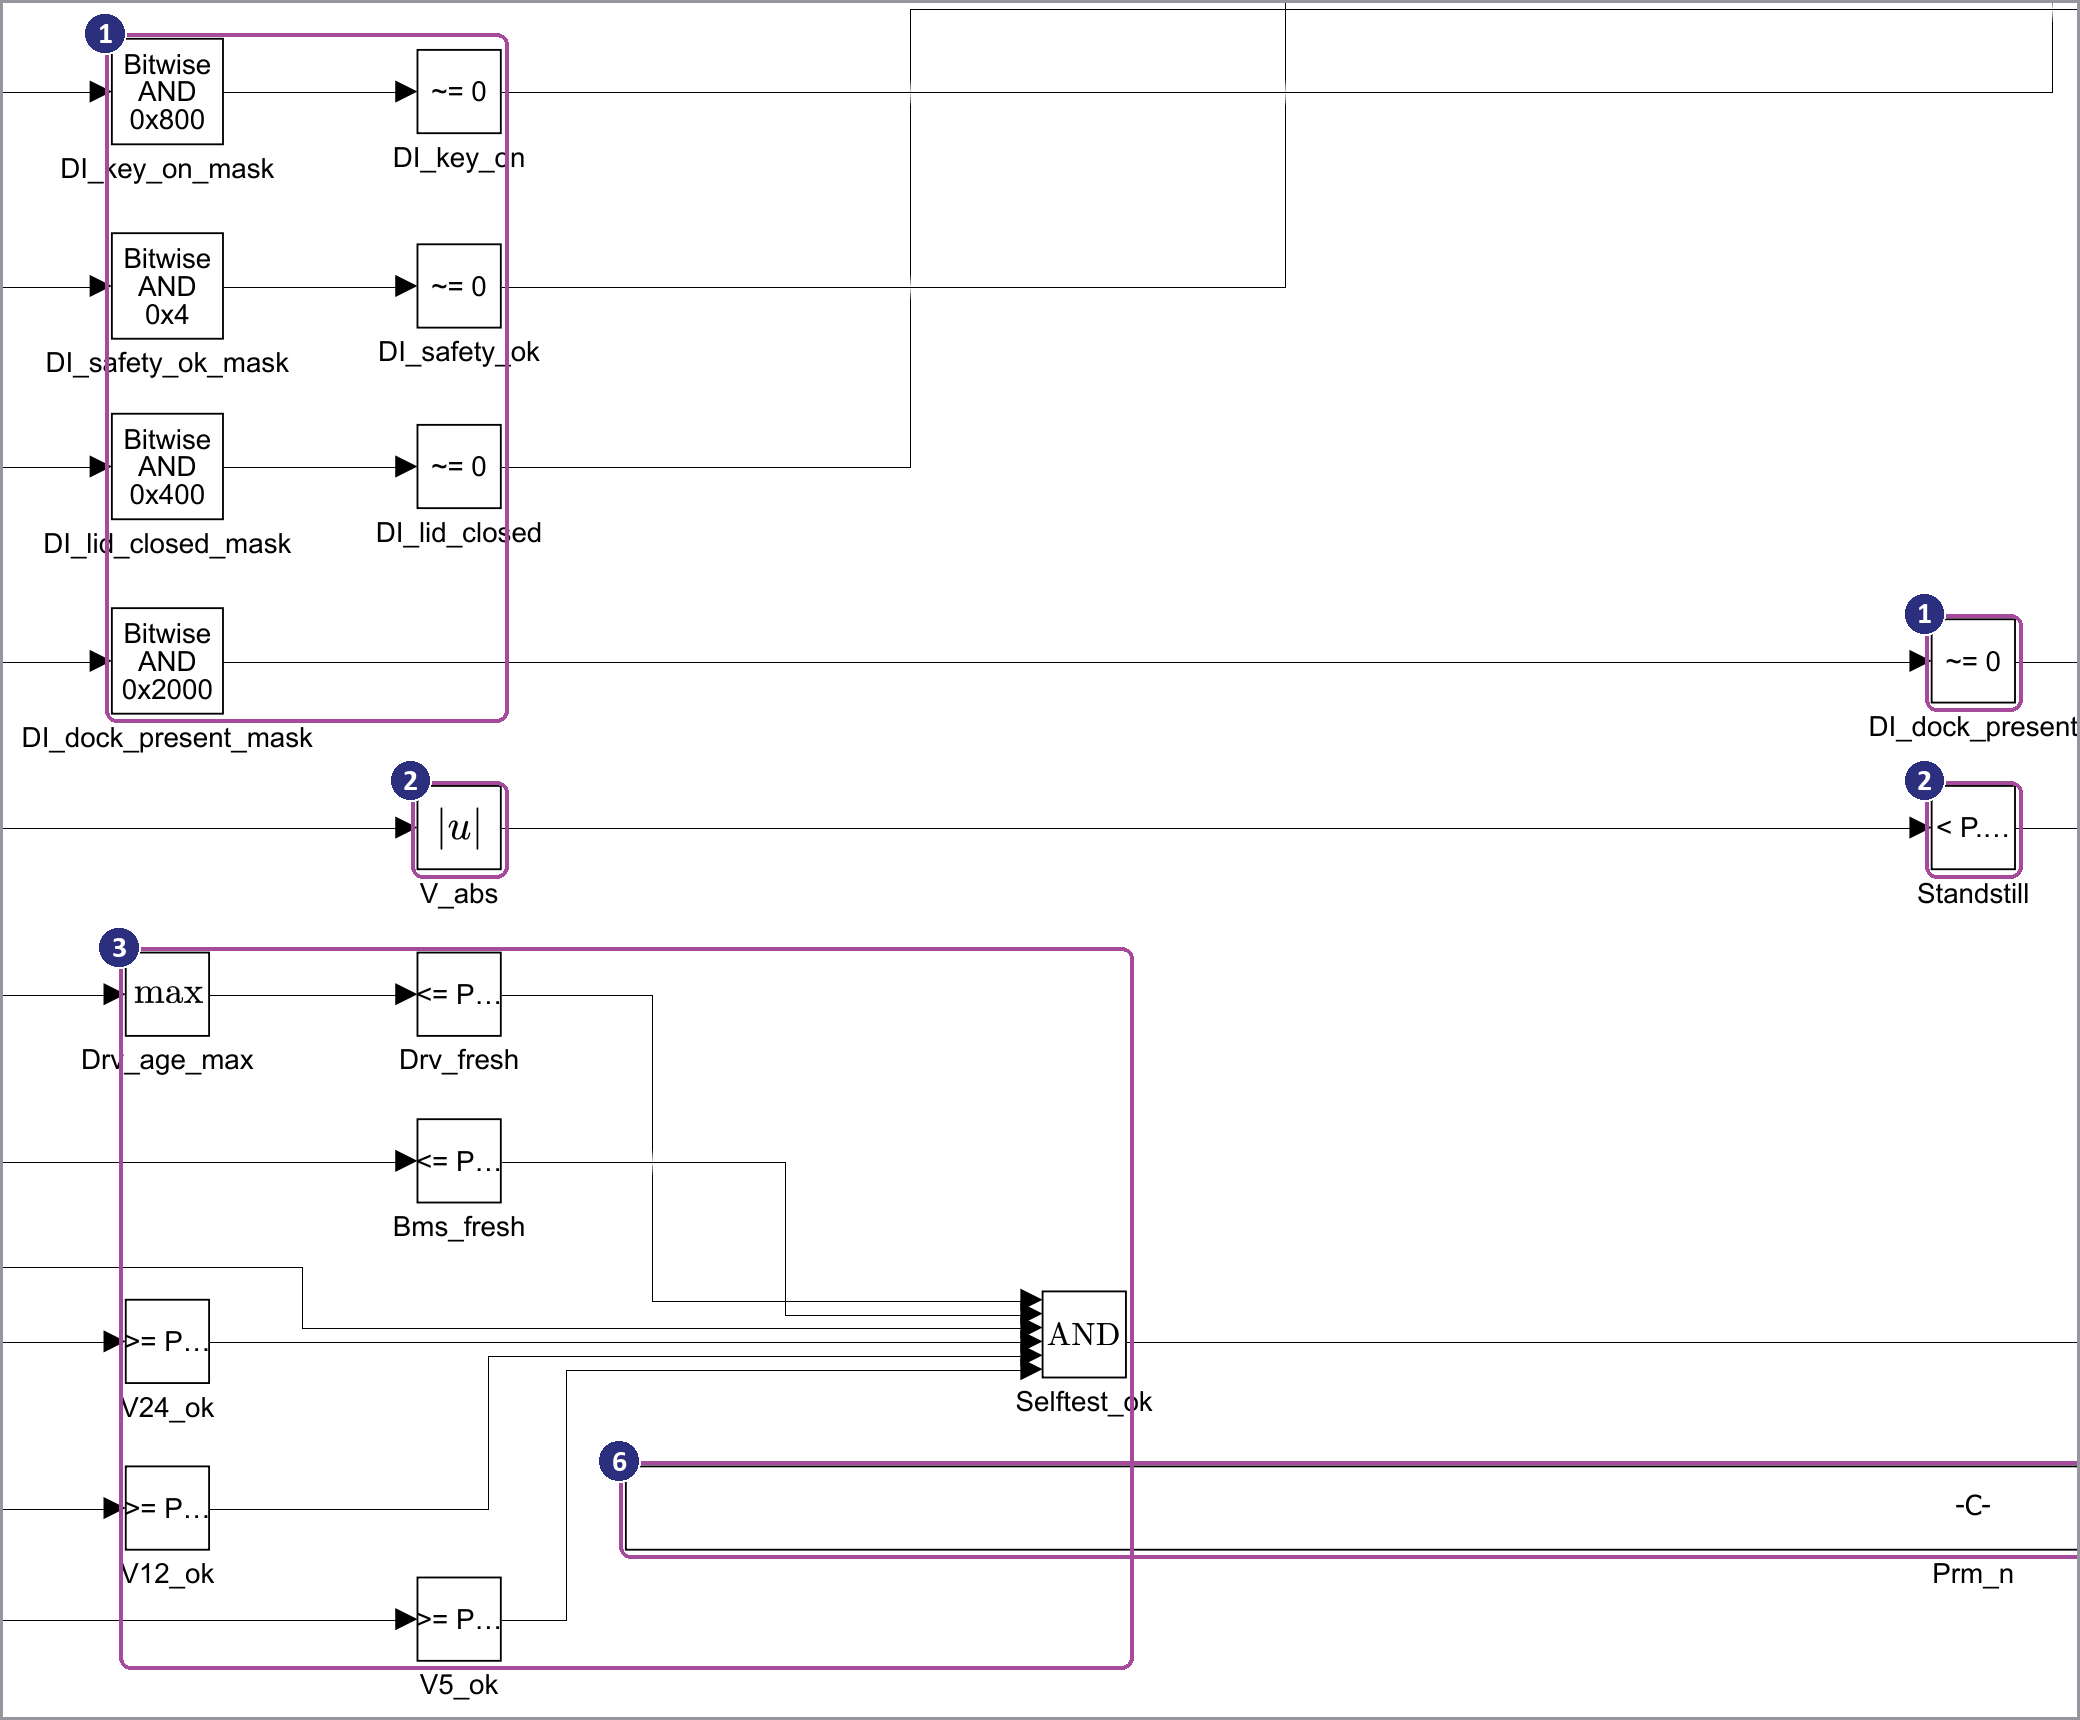 1
Bitwise
AND
0x800
~= 0
DI_key_on_mask
DI_key_on
Bitwise
AND
0x4
~= 0
DI_safety_ok_mask
DI_safety_ok
Bitwise
AND
0x400
~= 0
DI_lid_closed_mask
DI_lid_closed
Bitwise
AND
0x2000
DI_dock_present_mask
1
~= 0
DI_dock_present
2
|u|
V_abs
2
< P....
Standstill
3
max
Drv_age_max
<= P...
Drv_fresh
<= P...
Bms_fresh
>= P...
V24_ok
AND
Selftest_ok
6
-C-
Prm_n
>= P...
V12_ok
>= P...
V5_ok